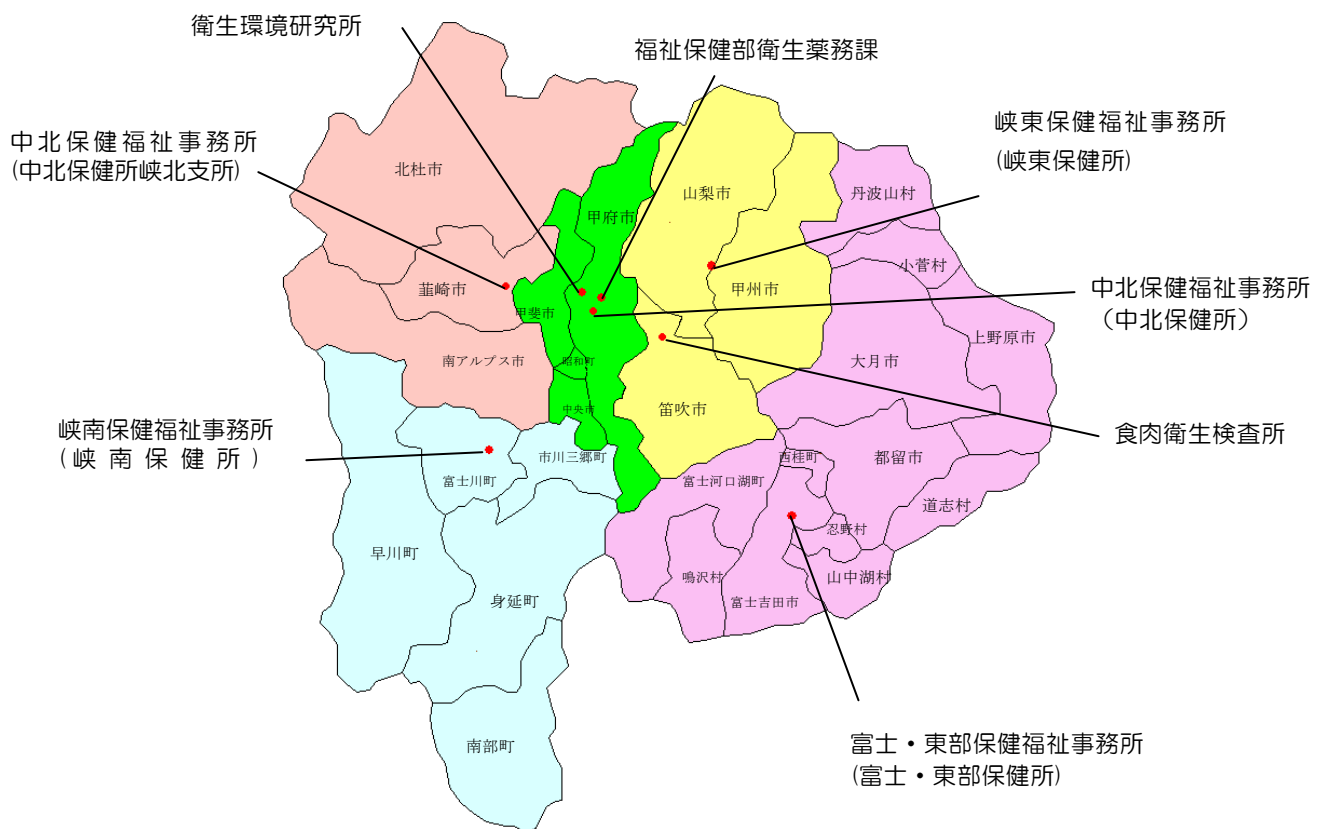 衛生環境研究所
福祉保健部衛生薬務課
中北保健福祉事務所
(中北保健所峡北支所)
峡東保健福祉事務所
(峡東保健所)
北杜市
甲府市
山梨市
丹波山村
小菅村
韮崎市
甲斐市
甲州市
中北保健福祉事務所
(中北保健所)
上野原市
南アルプス市
昭和町
大月市
中央市
笛吹市
峡南保健福祉事務所
(峡南保健所)
食肉衛生検査所
市川三郷町
西桂町
都留市
富士川町
富士河口湖町
道志村
忍野村
早川町
鳴沢村
山中湖村
身延町
富士吉田市
南部町
富士・東部保健福祉事務所
(富士・東部保健所)